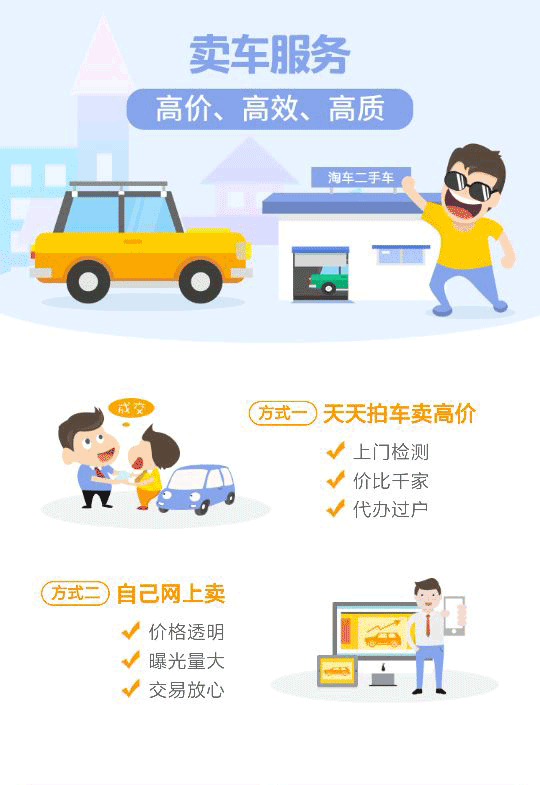 卖车服务
高价、高效、高质
淘车二手车
成交
方式一 天天拍车卖高价
上门检测
价比千家
代办过户
方式二 自己网上卖
价格透明
曝光量大
交易放心